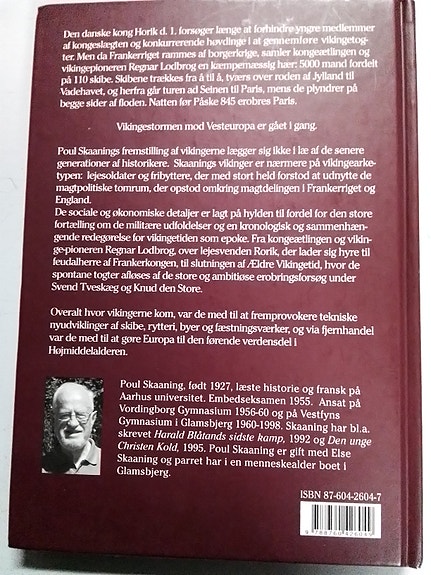 Den danske kong Horik d. 1. forsøger længe at forhindre yngre medlemmer
af kongeslægten og konkurrerende høvdinge i at gennemføre vikingetog-
ter. Men da Frankerriget rammes af borgerkrige, samler kongeætlingen og
vikingepioneren Regnar Lodbrog en kæmpemæssig hær: 5000 mand fordelt
på 110 skibe. Skibene trækkes fra å til å, tværs over roden af Jylland til
Vadehavet, og herfra går turen ad Seinen til Paris, mens de plyndrer på
begge sider af floden. Natten før Påske 845 erobres Paris.
Vikingestormen mod Vesteuropa er gået i gang.
Poul Skaanings fremstilling af vikingerne lægger sig ikke i læ af de senere
generationer af historikere. Skaanings vikinger er nærmere på vikingearke-
typen: lejesoldater og fribyttere, der med stort held forstod at udnytte de
magtpolitiske tomrum, der opstod omkring magtdelingen i Frankerriget og
England.
De sociale og økonomiske detaljer er lagt på hylden til fordel for den store
fortælling om de militære udfoldelser og en kronologisk og sammenhæn-
gende redegørelse for vikingetiden som epoke. Fra kongeætlingen og vikin-
ge-pioneren Regnar Lodbrog, over lejesvenden Rorik, der lader sig hyre til
feudalherre af Frankerkongen, til slutningen af Ældre Vikingetid, hvor de
spontane togter afløses af de store og ambitiøse erobringsforsøg under
Svend Tveskæg og Knud den Store.
Overalt hvor vikingerne kom, var de med til at fremprovokere tekniske
nyudviklinger af skibe, rytteri, byer og fæstningsværker, og via fjernhandel
var de med til at gøre Europa til den førende verdensdel i
Højmiddelalderen.
Poul Skaaning, født 1927, læste historie og fransk på
Aarhus universitet. Embedseksamen 1955. Ansat på
Vordingborg Gymnasium 1956-60 og på Vestfyns
Gymnasium i Glamsbjerg 1960-1998. Skaaning har bl.a.
skrevet Harald Blåtands sidste kamp, 1992 og Den unge
Christen Kold, 1995. Poul Skaaning er gift med Else
Skaaning og parret har i en menneskealder boet i
Glamsbjerg.
ISBN 87-604-2604-7